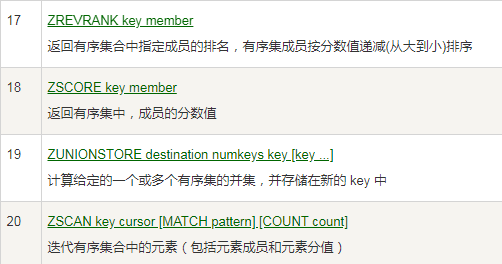 17 ZREVRANK key member
返回有序集合中指定成员的排名，有序集成员按分数值递减(从大到小)排序
18 ZSCORE key member
返回有序集中，成员的分数值
19 ZUNIONSTORE destination numkeys key [key ...]
计算给定的一个或多个有序集的并集，并存储在新的 key 中
20 ZSCAN key cursor [MATCH pattern] [COUNT count]
迭代有序集合中的元素（包括元素成员和元素分值）